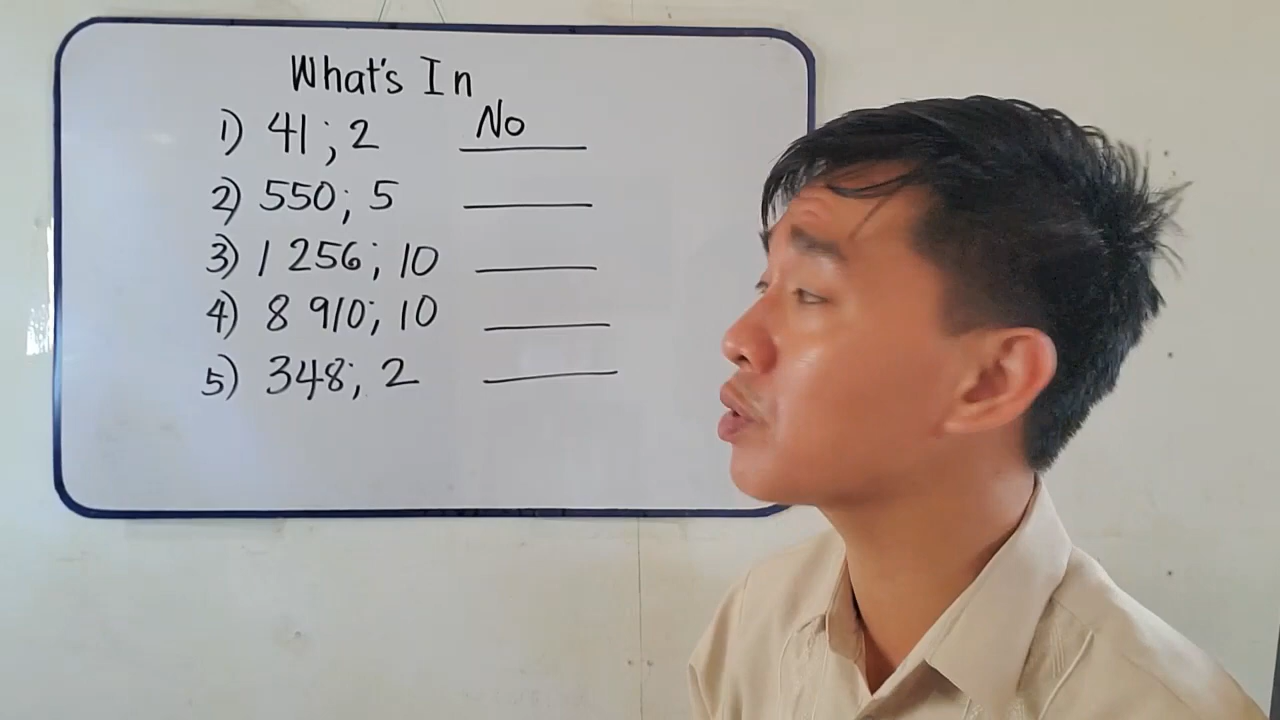 What's In
1) 41 ; 2 No
2) 550 ; 5
3) 1 256 ; 10
4) 8 910 ; 10
5) 348 ; 2